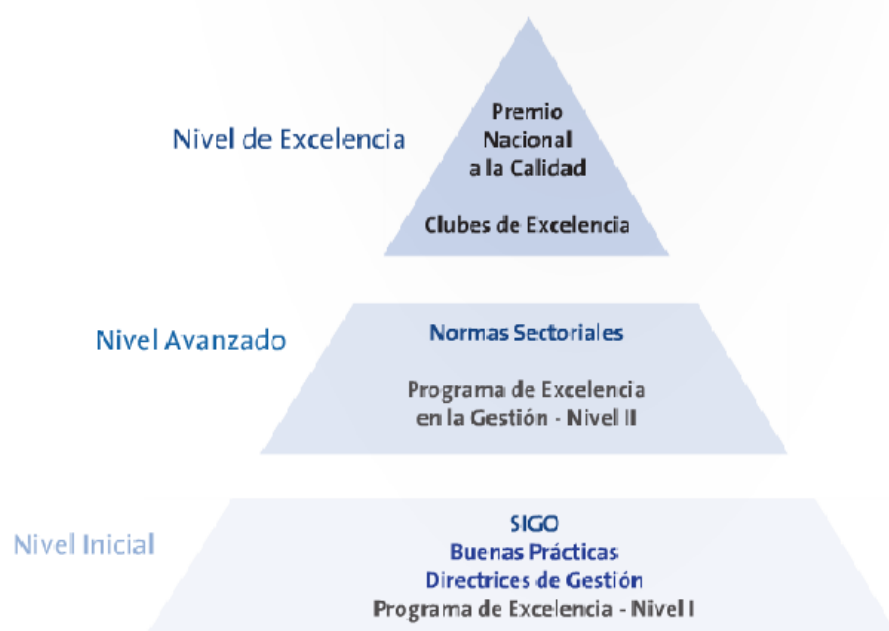 Nivel de Excelencia
Premio
Nacional
a la Calidad
Clubes de Excelencia
Nivel Avanzado
Normas Sectoriales
Programa de Excelencia
en la Gestión - Nivel II
Nivel Inicial
SIGO
Buenas Prácticas
Directrices de Gestión
Programa de Excelencia - Nivel I